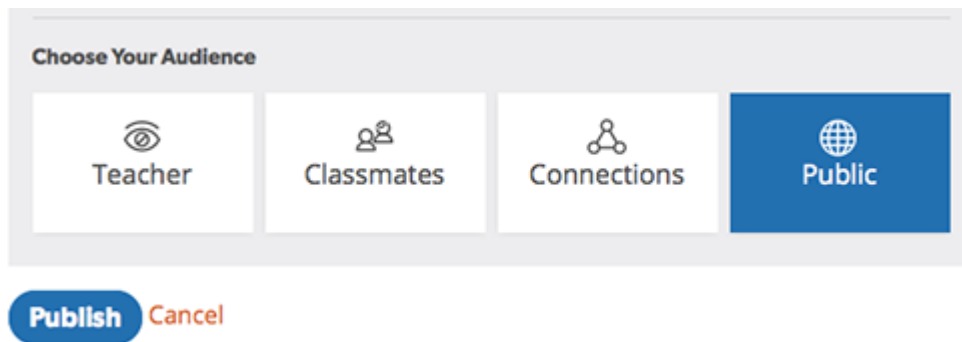 Choose Your Audience
Teacher Classmates Connections Public
Publish Cancel